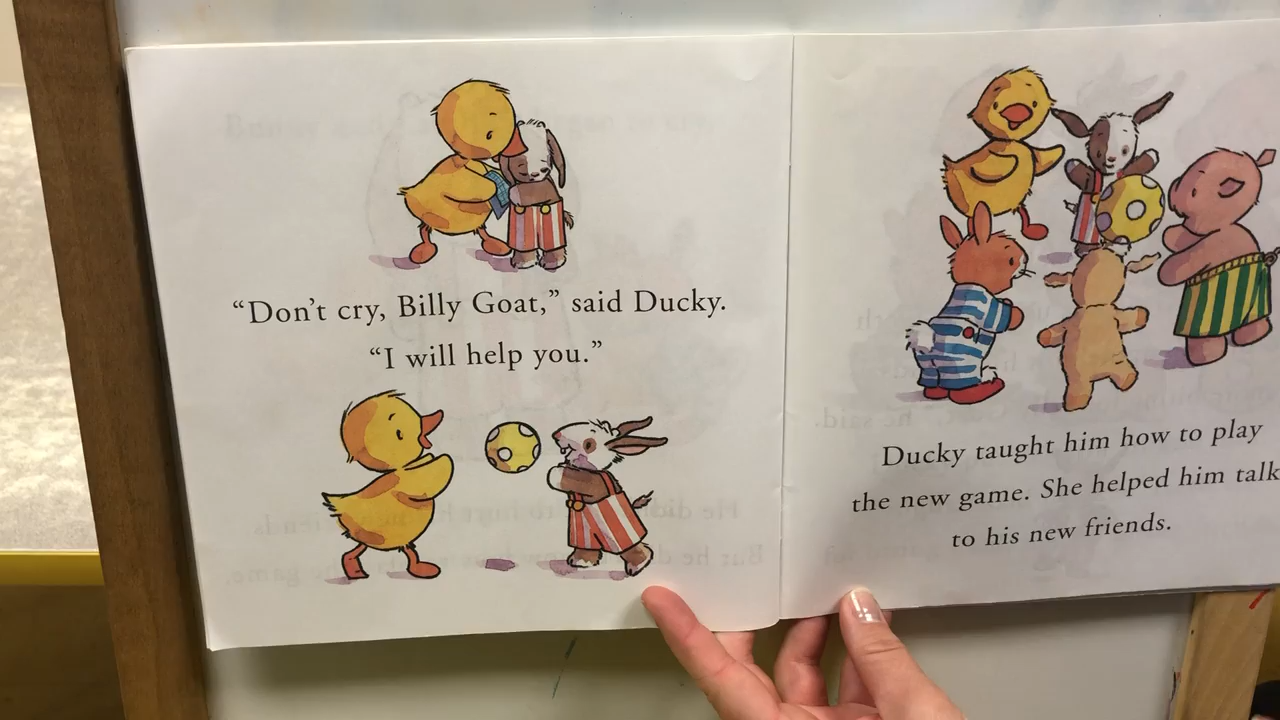 “Don’t cry, Billy Goat,” said Ducky.
“I will help you.”
Ducky taught him how to play
the new game. She helped him talk
to his new friends.